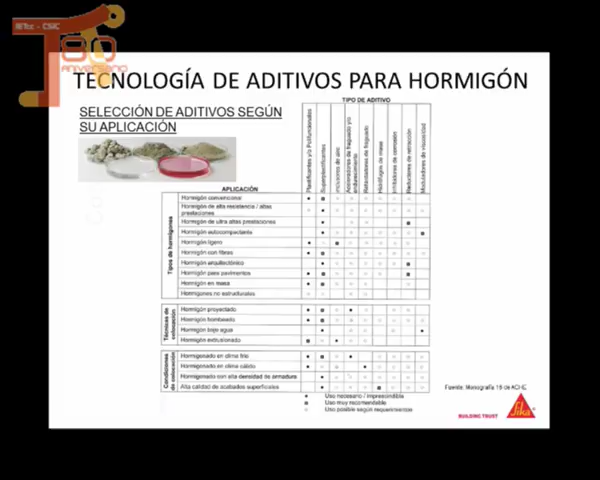 IETcc - CSIC
80
ANIVERSARIO
TECNOLOGÍA DE ADITIVOS PARA HORMIGÓN
SELECCIÓN DE ADITIVOS SEGÚN
SU APLICACIÓN
TIPO DE ADITIVO
Plastificantes y/o Polifuncionales
Superplastificantes
Inclusores de aire
Aceleradores de fraguado y/o
endurecimiento
Retardadores de fraguado
Hidrófugos de masa
Inhibidores de corrosión
Reductores de retracción
Moduladores de viscosidad
APLICACIÓN
Tipos de hormigones
Hormigón convencional
Hormigón de alta resistencia / altas
prestaciones
Hormigón de ultra altas prestaciones
Hormigón autocompactante
Hormigón ligero
Hormigón con fibras
Hormigón arquitectónico
Hormigón para pavimentos
Hormigón en masa
Hormigones no estructurales
Técnicas de
colocación
Hormigón proyectado
Hormigón bombeado
Hormigón bajo agua
Hormigón extrusionado
Condiciones
de colocación
Hormigonado en clima frío
Hormigonado en clima cálido
Hormigonado con alta densidad de armadura
Alta calidad de acabados superficiales
Uso necesario / imprescindible
Uso muy recomendable
Uso posible según requerimientos
Fuente: Monografía 19 de ACHE
BUILDING TRUST
Sika